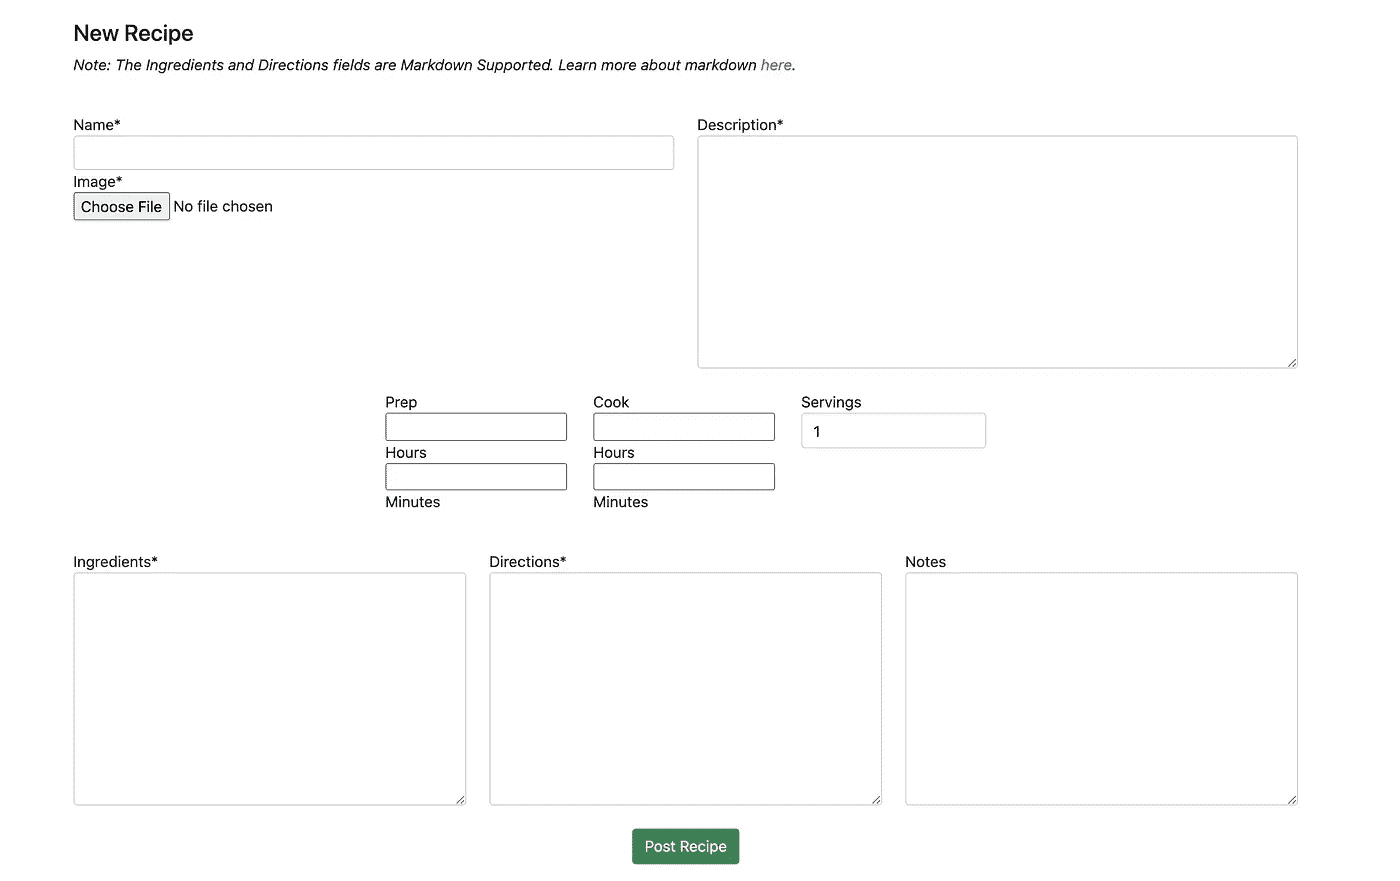 New Recipe
Note: The Ingredients and Directions fields are Markdown Supported. Learn more about markdown here.
Name*
Description*
Image*
Choose File No file chosen
Prep
Cook
Servings
1
Hours
Hours
Minutes
Minutes
Ingredients*
Directions*
Notes
Post Recipe